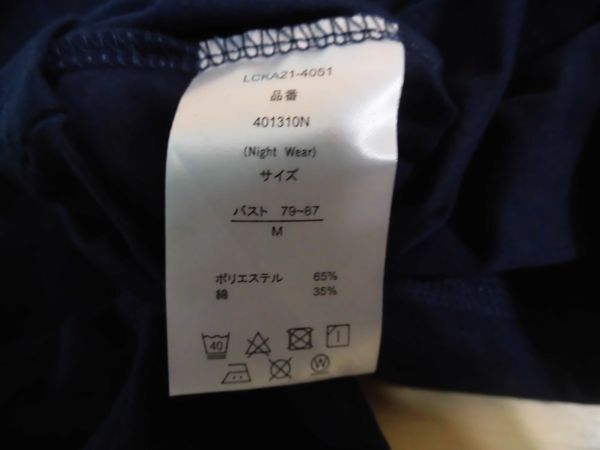 LCKA21-4051
品番
401310N
(Night Wear)
サイズ
バスト 79~87
M
ポリエステル 65%
綿 35%
40
W